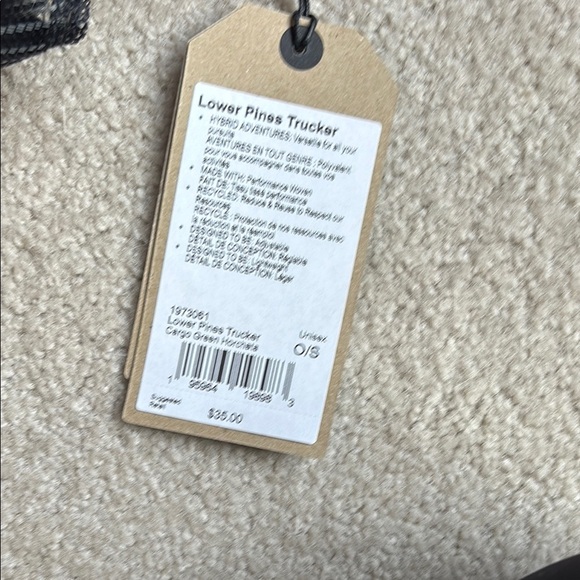 Lower Pines Trucker
• HYBRID ADVENTURES: Versatile for all your
pursuits
AVENTURES EN TOUT GENRE : Polyvalent
pour vous accompagner dans toutes vos
activités
• MADE WITH: Performance Woven
FAIT DE: Tissu tissé performance
• RECYCLED: Reduce & Reuse to Respect our
Resources
RECYCLÉ : Protection de nos ressources avec
la réduction et la réemploi
• DESIGNED TO BE: Adjustable
DÉTAIL DE CONCEPTION: Réglable
• DESIGNED TO BE: Lightweight
DÉTAIL DE CONCEPTION: Léger
1973061
Lower Pines Trucker
Cargo Green Horchata
Unisex
O/S
1 95964 19898 3
Suggested
Retail
$35.00